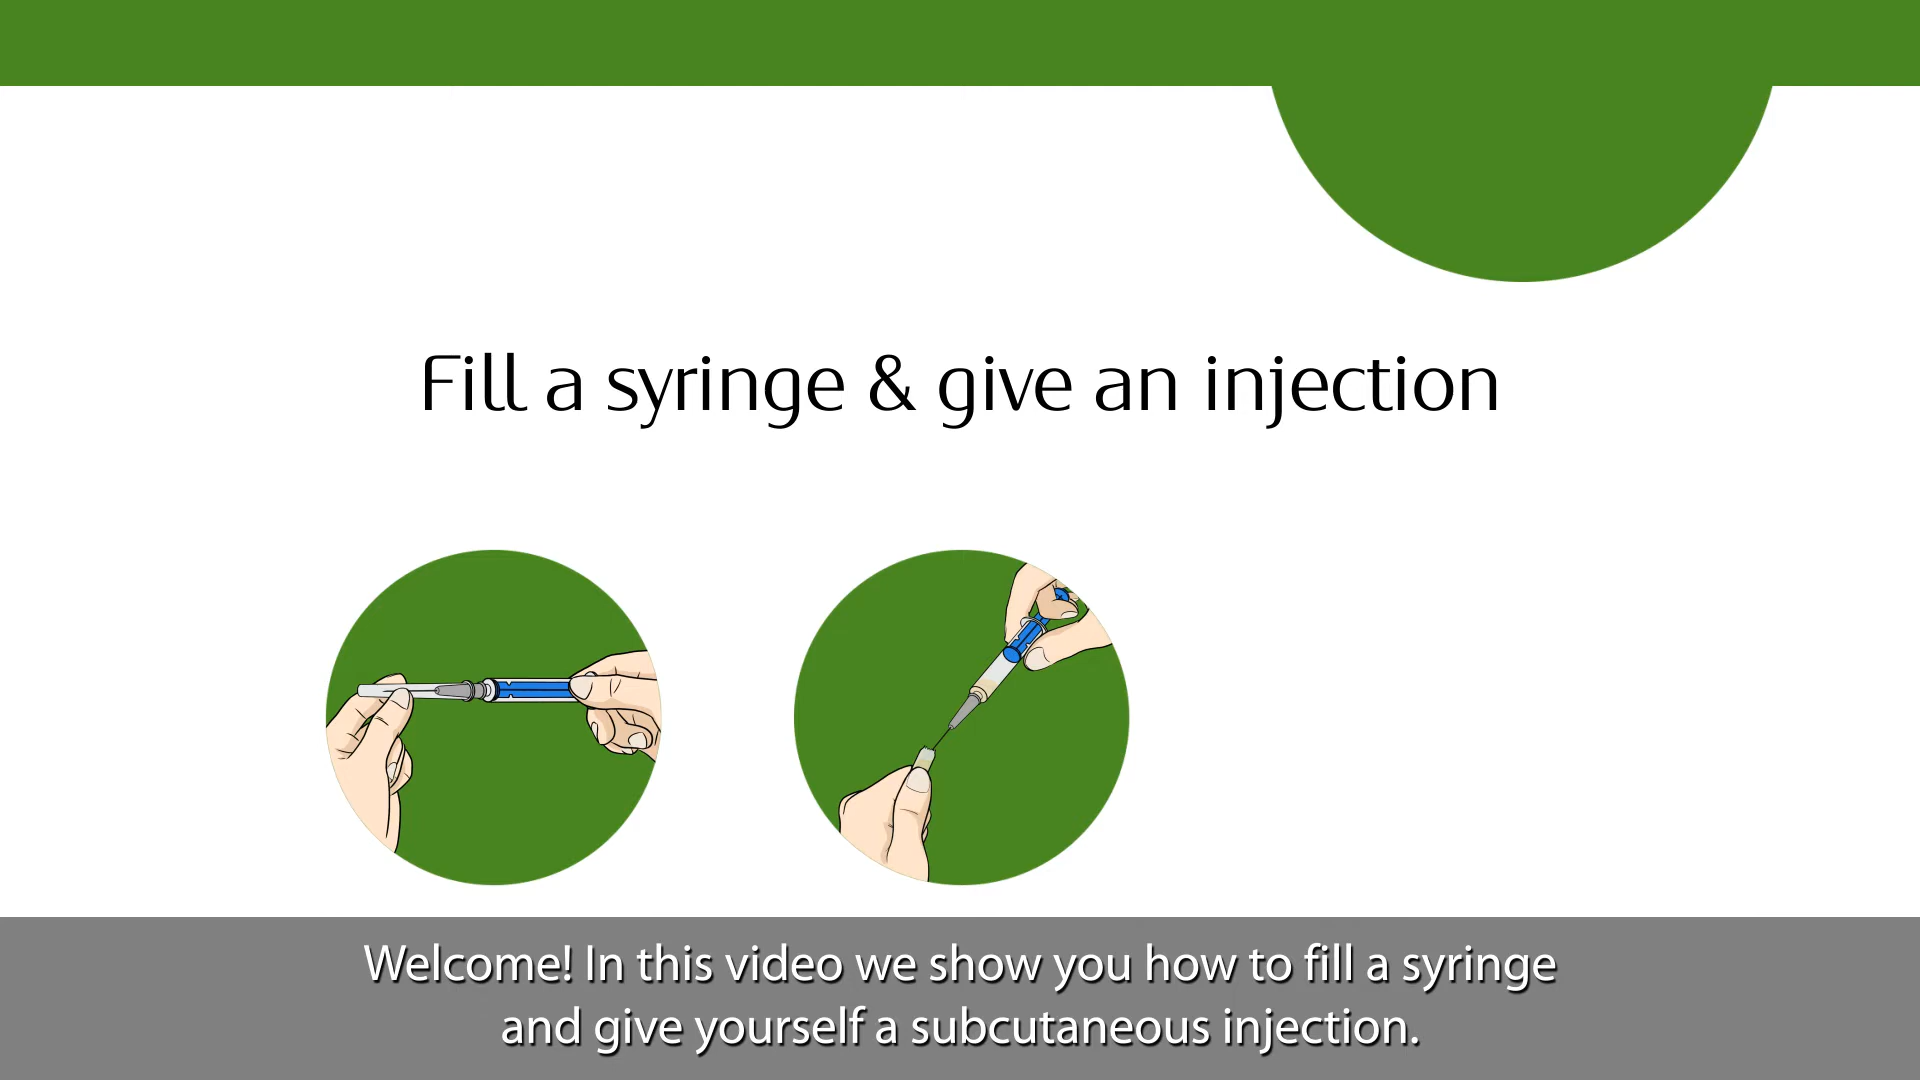 Fill a syringe & give an injection
Welcome! In this video we show you how to fill a syringe
and give yourself a subcutaneous injection.